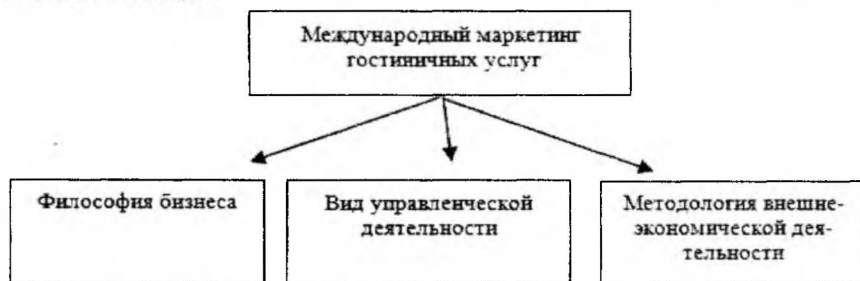 Международный маркетинг
гостиничных услуг
Философия бизнеса
Вид управленческой
деятельности
Методология внешне-
экономической дея-
тельности